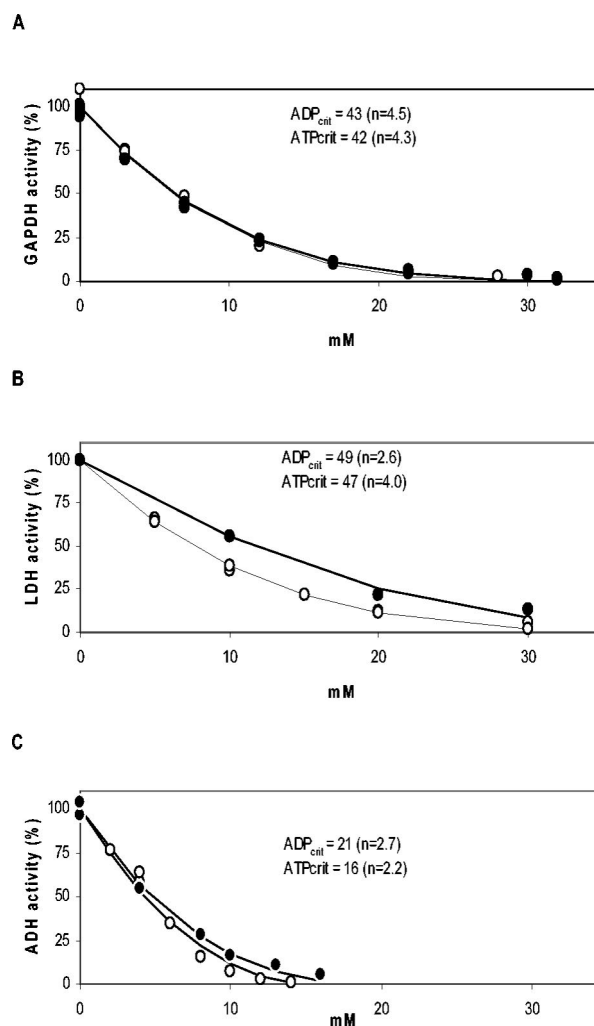 A
GAPDH activity (%)
100
75
50
25
0
ADPcrit = 43 (n=4.5)
ATPcrit = 42 (n=4.3)
0 10 20 30
mM
B
LDH activity (%)
100
75
50
25
0
ADPcrit = 49 (n=2.6)
ATPcrit = 47 (n=4.0)
0 10 20 30
mM
C
ADH activity (%)
100
75
50
25
0
ADPcrit = 21 (n=2.7)
ATPcrit = 16 (n=2.2)
0 10 20 30
mM